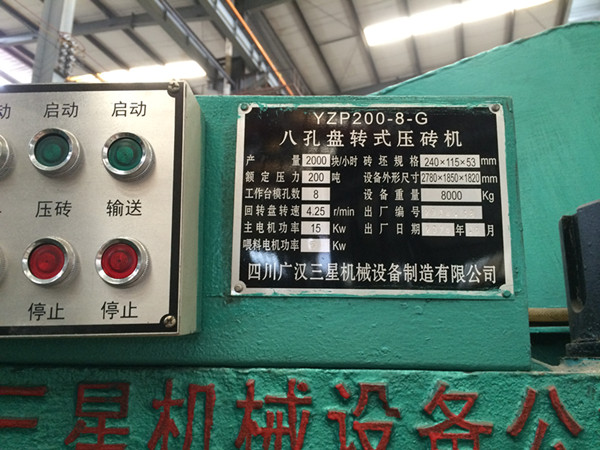 动 启动 启动
压砖 输送
停止 停止
YZP200-8-G
八孔盘转式压砖机
产 量 2000 块/小时 砖坯规格 240×115×53 mm
额定压力 200 吨 设备外形尺寸 2780×1850×1820 mm
工作台模孔数 8 设备重量 8000 Kg
回转盘转速 4.25 r/min 出厂编号
主电机功率 15 Kw 出厂日期 年 月
喂料电机功率 Kw
四川广汉三星机械设备制造有限公司
三星机械设备公